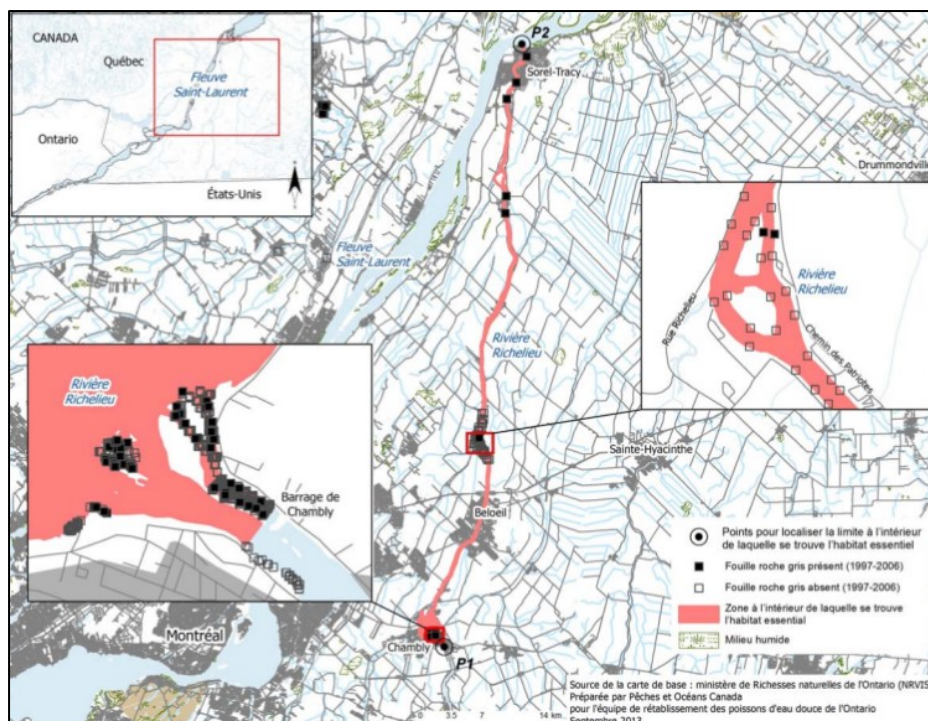 CANADA
Québec
Fleuve
Saint-Laurent
Ontario
États-Unis
P2
Sorel-Tracy
Drummondville
Fleuve
Saint-Laurent
Rivière
Richelieu
Rue Richelieu
Chemin des Patriotes
Rivière
Richelieu
Rivière
Richelieu
Barrage de
Chambly
Sainte-Hyacinthe
Beloeil
Montréal
Chambly
P1
Points pour localiser la limite à l'intérieur
de laquelle se trouve l'habitat essentiel
Fouille roche gris présent (1997-2006)
Fouille roche gris absent (1997-2006)
Zone à l'intérieur de laquelle se trouve
l'habitat essential
Milieu humide
0 3.5 7 14 km
Source de la carte de base : ministère de Richesses naturelles de l'Ontario (NRVIS
Préparée par Pêches et Océans Canada
pour l'équipe de rétablissement des poissons d'eau douce de l'Ontario
Septembre 2013